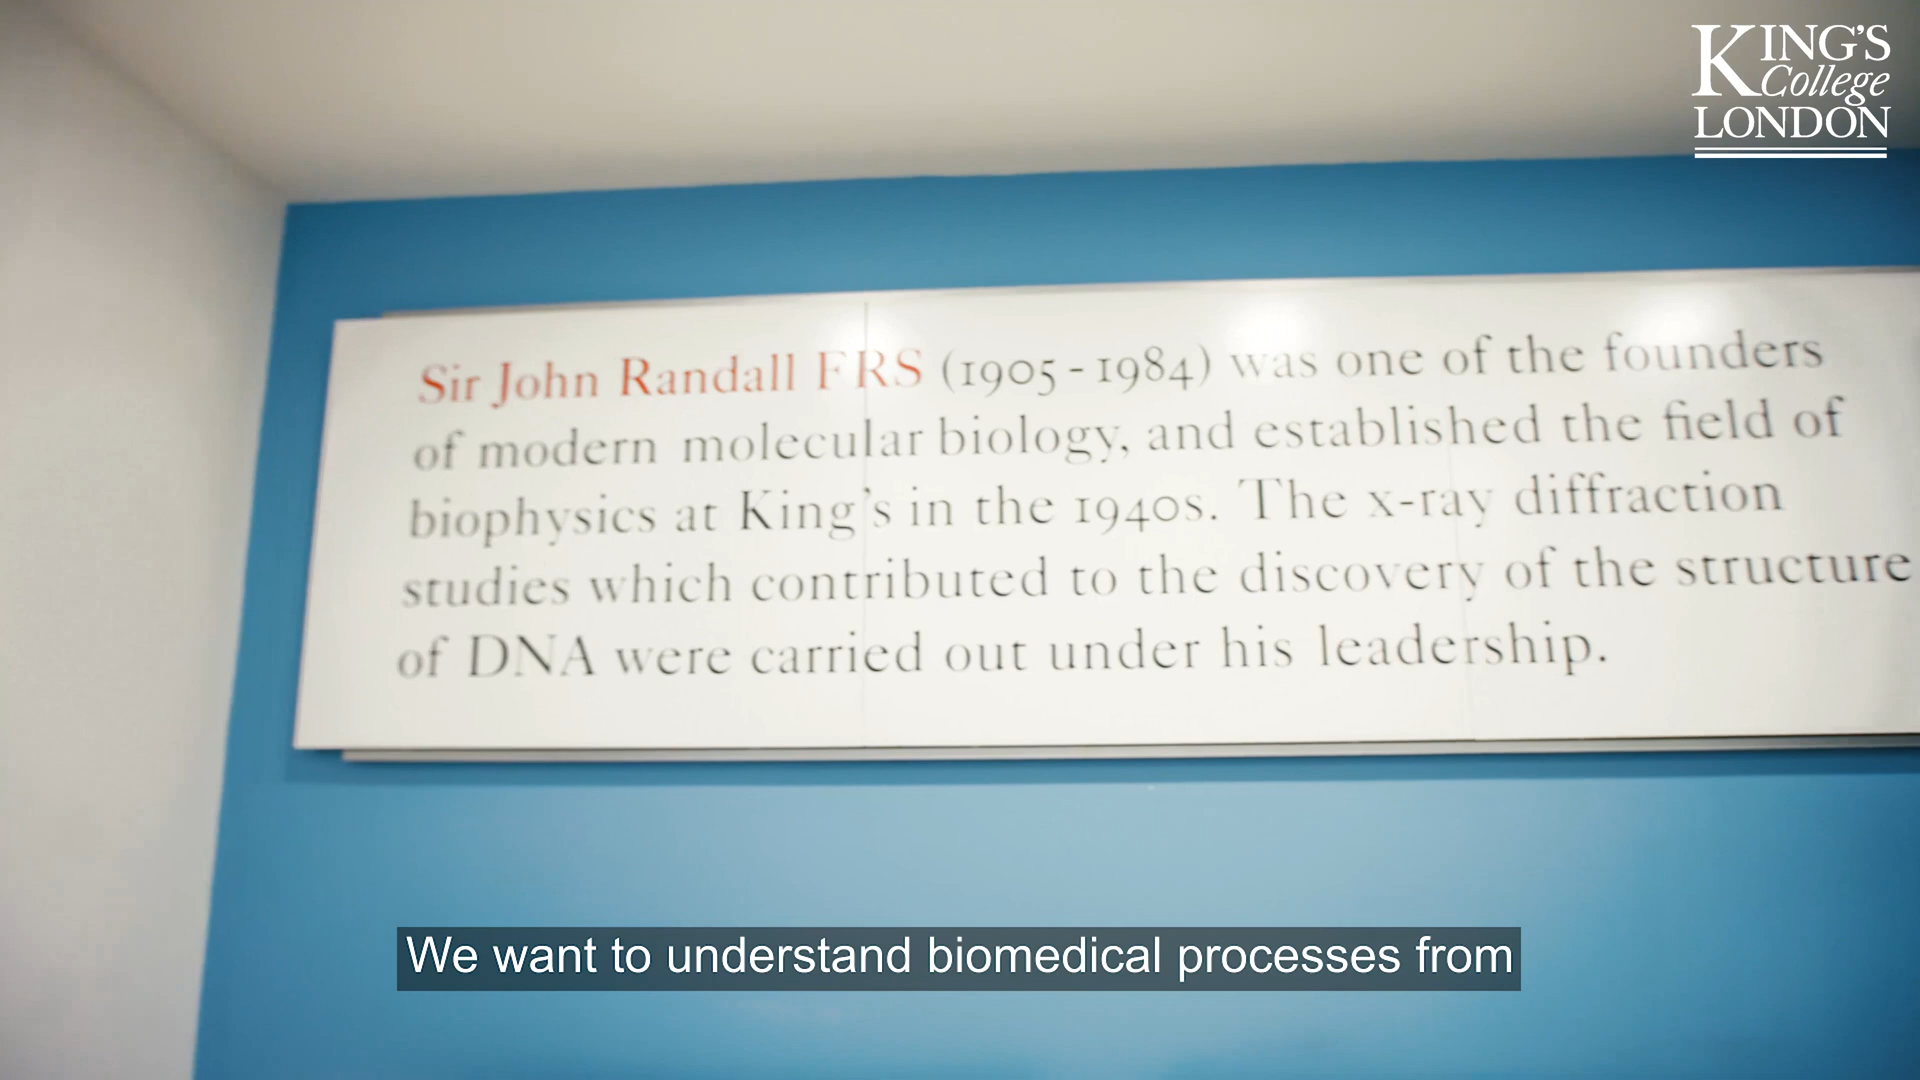 KING'S
College
LONDON
Sir John Randall FRS (1905 - 1984) was one of the founders
of modern molecular biology, and established the field of
biophysics at King's in the 1940s. The x-ray diffraction
studies which contributed to the discovery of the structure
of DNA were carried out under his leadership.
We want to understand biomedical processes from